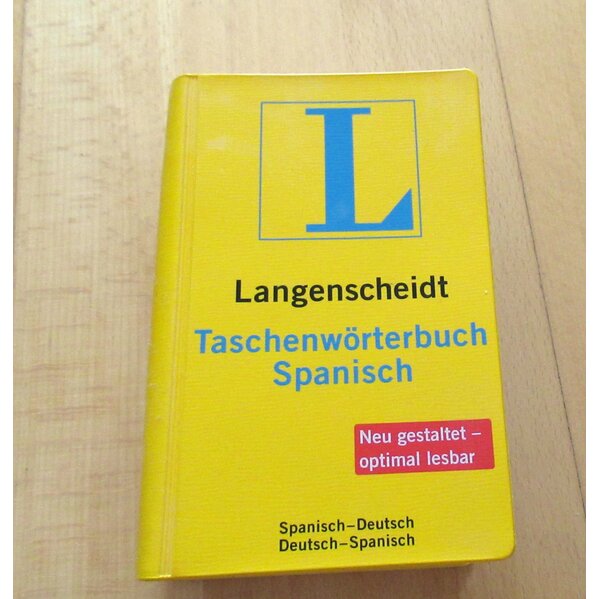 L
Langenscheidt
Taschenwörterbuch
Spanisch
Neu gestaltet –
optimal lesbar
Spanisch–Deutsch
Deutsch–Spanisch